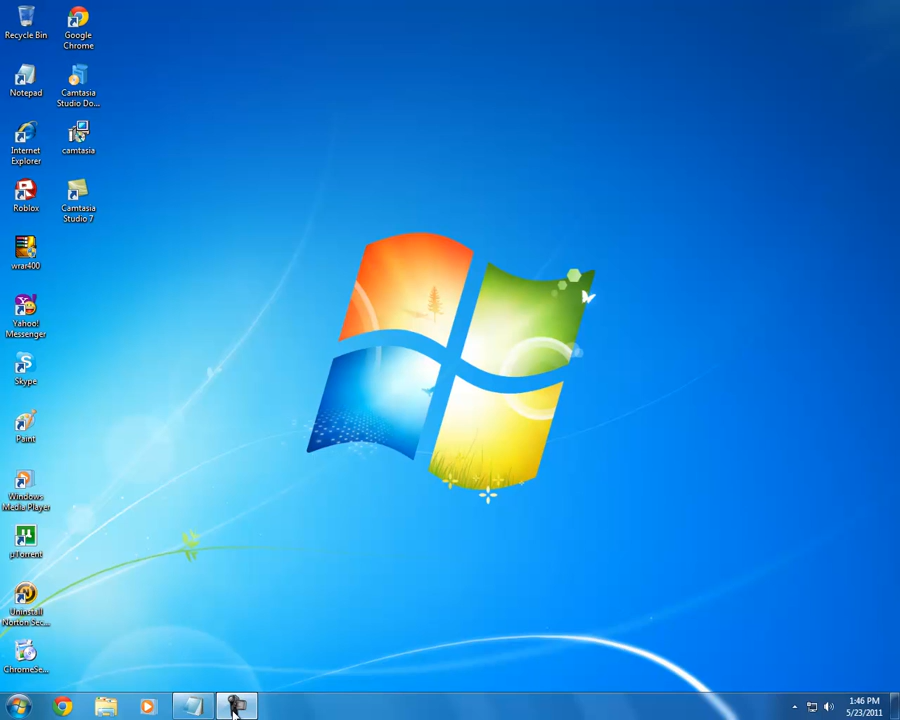 Recycle Bin
Google
Chrome
Notepad
Camtasia
Studio Do...
Internet
Explorer
camtasia
Roblox
Camtasia
Studio 7
wrar400
Yahoo!
Messenger
Skype
Paint
Windows
Media Player
µTorrent
Uninstall
Norton Sec...
ChromeSe...
1:46 PM
5/23/2011